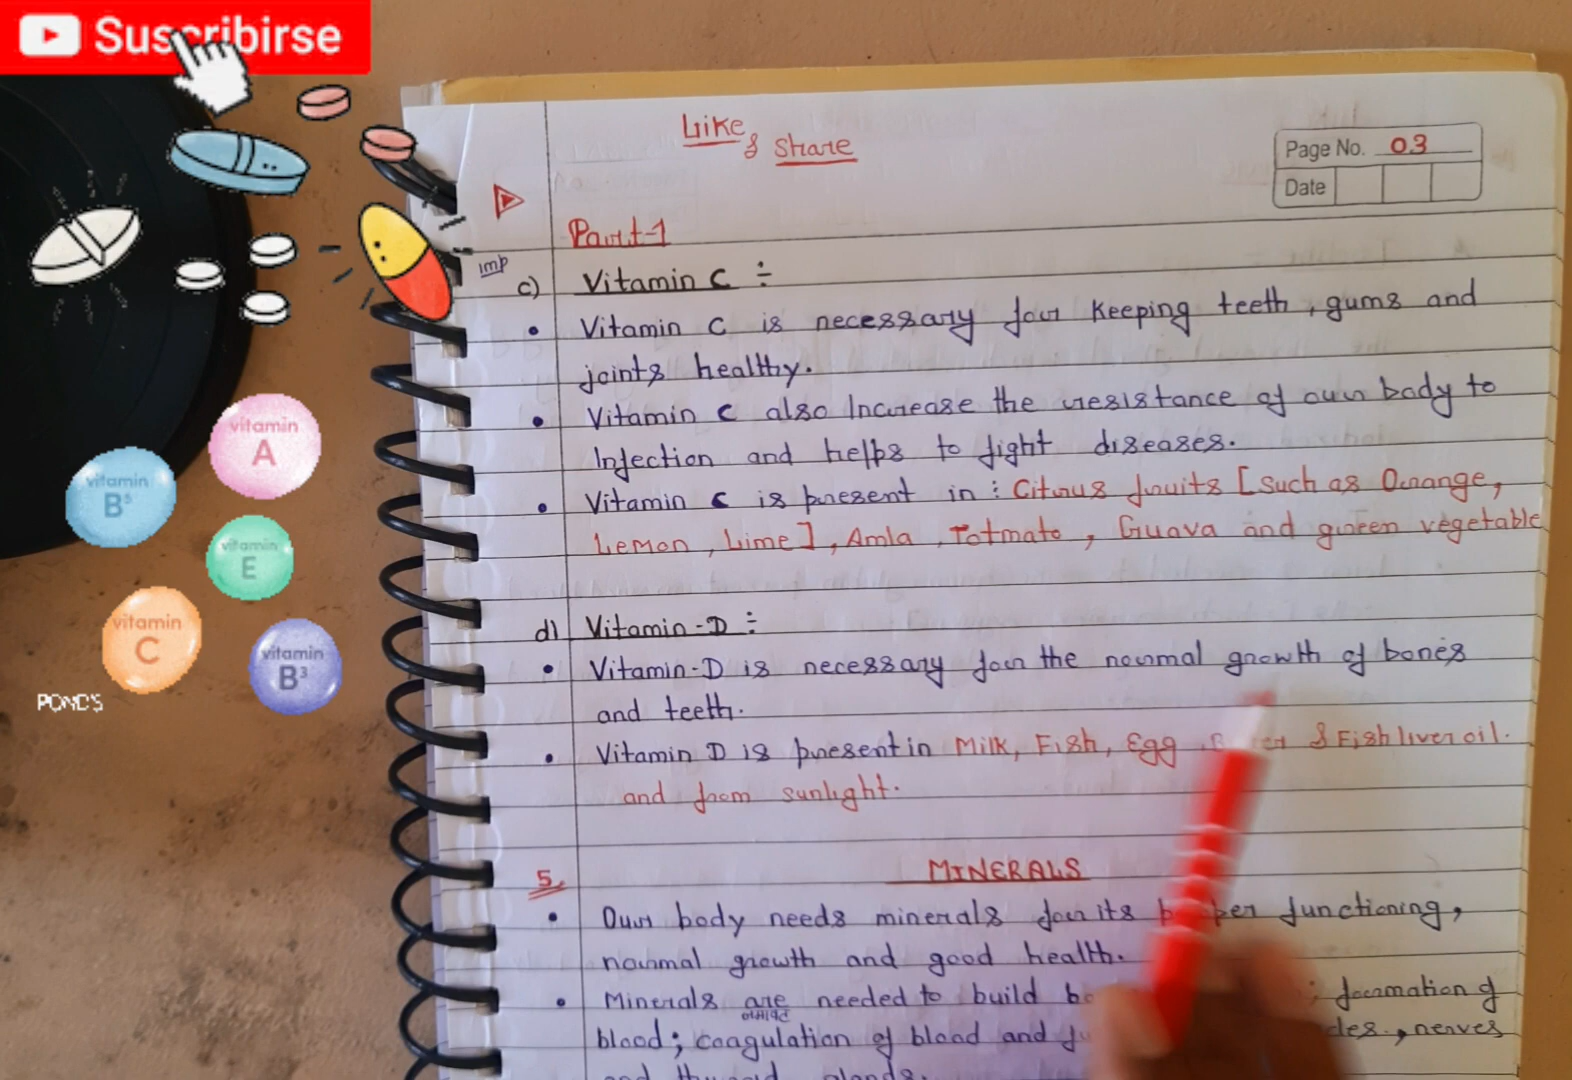 Suscribirse
Like & Share
Page No. 03
Date
Part-1
imp
c) Vitamin C ÷
• Vitamin C is necessary for keeping teeth, gums and
joints healthy.
• Vitamin C also Increase the resistance of our body to
Infection and helps to fight diseases.
• Vitamin C is present in : Citrus fruits [such as Orange,
Lemon, Lime], Amla, Totmato, Guava and green vegetable
d) Vitamin-D ÷
• Vitamin-D is necessary for the normal growth of bones
and teeth.
• Vitamin D is present in Milk, Fish, Egg, & Fish liver oil.
and from sunlight.
5. MINERALS
• Our body needs minerals for its functioning,
normal growth and good health.
• Minerals are needed to build ; formation of
जमावट
blood; coagulation of blood and , nerves
and thyroid glands.
vitamin A
vitamin B⁵
vitamin E
vitamin C
vitamin B³
POND'S